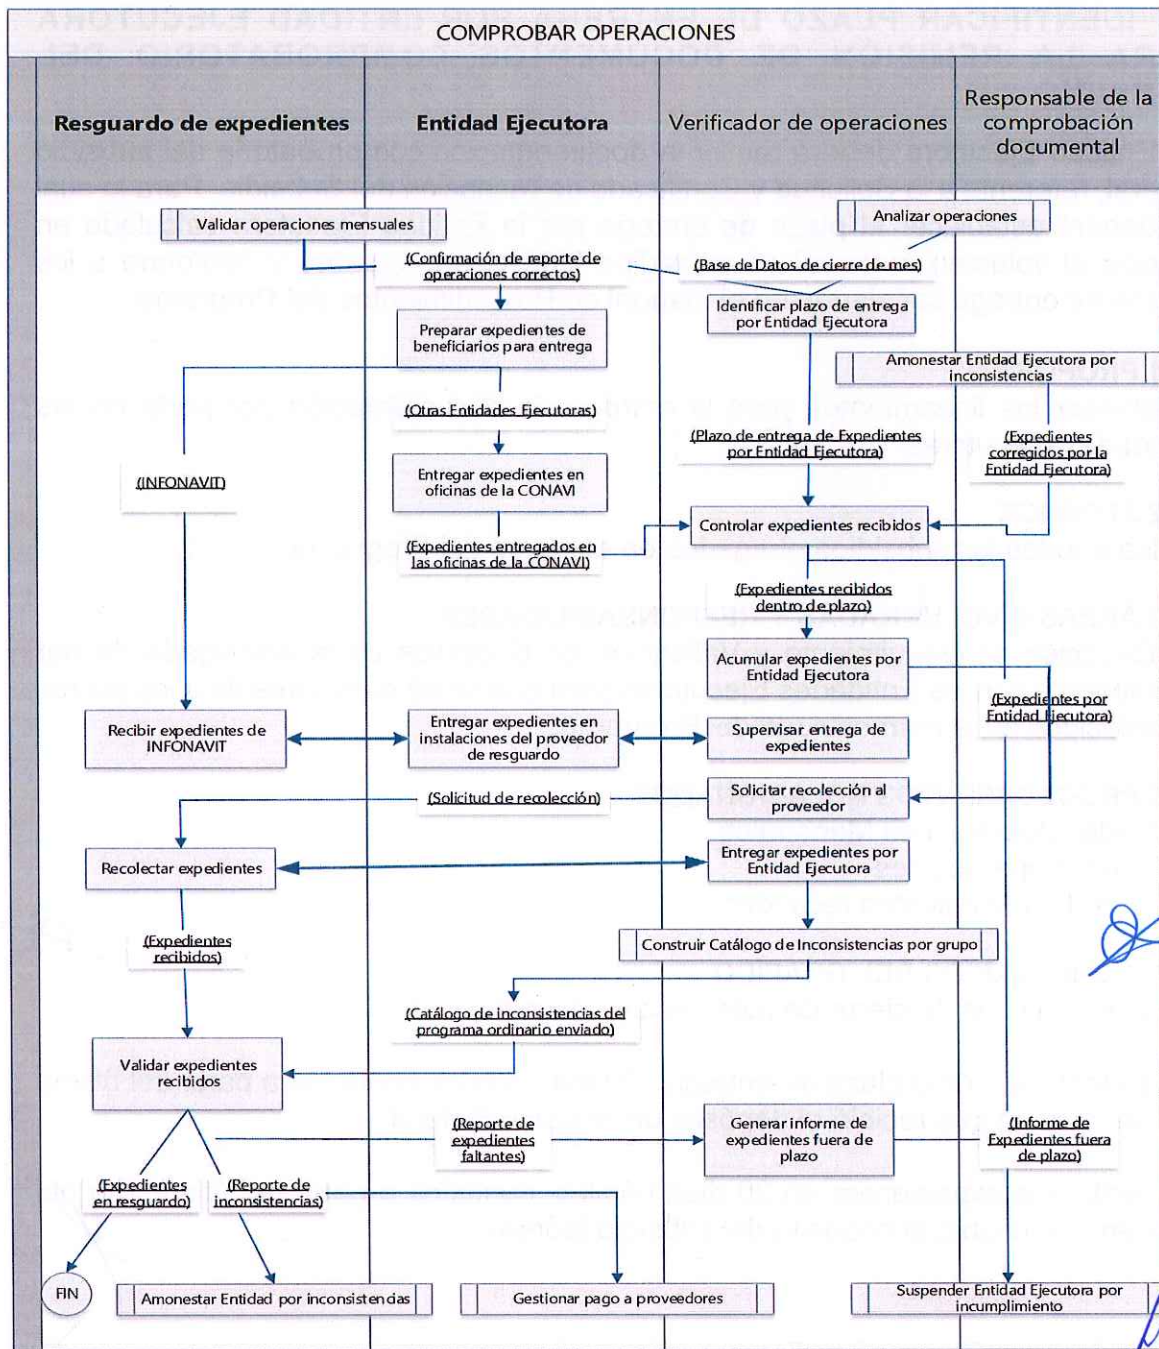 COMPROBAR OPERACIONES
Resguardo de expedientes
Entidad Ejecutora
Verificador de operaciones
Responsable de la
comprobación
documental
Validar operaciones mensuales
Analizar operaciones
(Confirmación de reporte de
operaciones correctos)
(Base de Datos de cierre de mes)
Identificar plazo de entrega
por Entidad Ejecutora
Preparar expedientes de
beneficiarios para entrega
Amonestar Entidad Ejecutora por
inconsistencias
(Otras Entidades Ejecutoras)
(Plazo de entrega de Expedientes
por Entidad Ejecutora)
(Expedientes
corregidos por la
Entidad Ejecutora)
(INFONAVIT)
Entregar expedientes en
oficinas de la CONAVI
Controlar expedientes recibidos
(Expedientes entregados en
las oficinas de la CONAVI)
(Expedientes recibidos
dentro de plazo)
Acumular expedientes por
Entidad Ejecutora
(Expedientes por
Entidad Ejecutora)
Recibir expedientes de
INFONAVIT
Entregar expedientes en
instalaciones del proveedor
de resguardo
Supervisar entrega de
expedientes
(Solicitud de recolección)
Solicitar recolección al
proveedor
Recolectar expedientes
Entregar expedientes por
Entidad Ejecutora
(Expedientes
recibidos)
Construir Catálogo de Inconsistencias por grupo
(Catálogo de inconsistencias del
programa ordinario enviado)
Validar expedientes
recibidos
(Reporte de
expedientes
faltantes)
Generar informe de
expedientes fuera de
plazo
(Informe de
Expedientes fuera
de plazo)
(Expedientes
en resguardo)
(Reporte de
inconsistencias)
FIN
Amonestar Entidad por inconsistencias
Gestionar pago a proveedores
Suspender Entidad Ejecutora por
incumplimiento